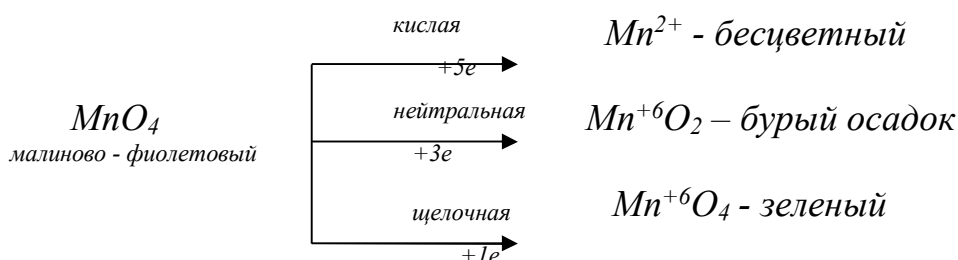 кислая
Mn²⁺ - бесцветный
+5e
MnO₄
малиново - фиолетовый
нейтральная
Mn⁺⁶O₂ – бурый осадок
+3e
щелочная
Mn⁺⁶O₄ - зеленый
+1e